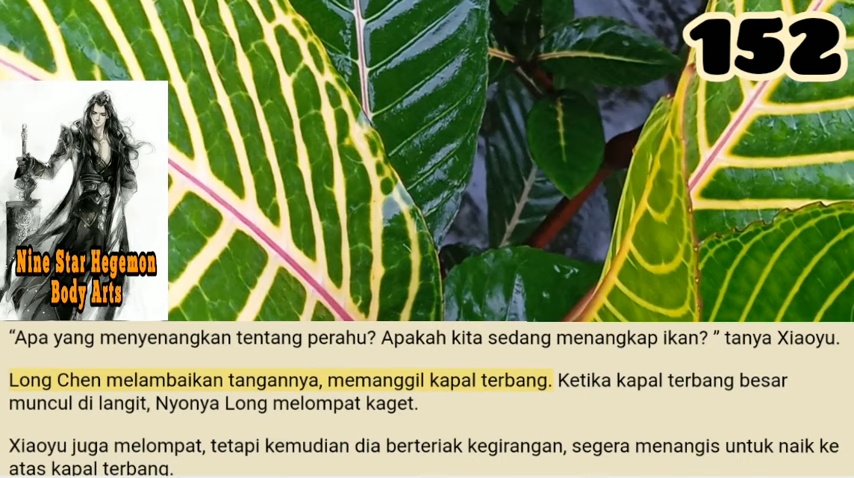 152
Nine Star Hegemon
Body Arts
“Apa yang menyenangkan tentang perahu? Apakah kita sedang menangkap ikan? ” tanya Xiaoyu.
Long Chen melambaikan tangannya, memanggil kapal terbang. Ketika kapal terbang besar
muncul di langit, Nyonya Long melompat kaget.
Xiaoyu juga melompat, tetapi kemudian dia berteriak kegirangan, segera menangis untuk naik ke
atas kapal terbang.